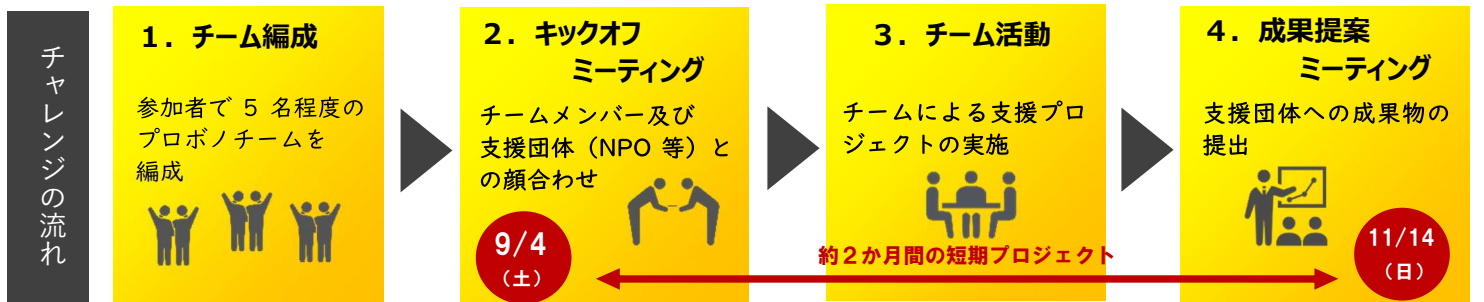 チャレンジの流れ
１．チーム編成
参加者で 5 名程度の
プロボノチームを
編成
２．キックオフ
ミーティング
チームメンバー及び
支援団体（NPO 等）と
の顔合わせ
9/4
（土）
３．チーム活動
チームによる支援プロ
ジェクトの実施
約２か月間の短期プロジェクト
４．成果提案
ミーティング
支援団体への成果物の
提出
11/14
（日）